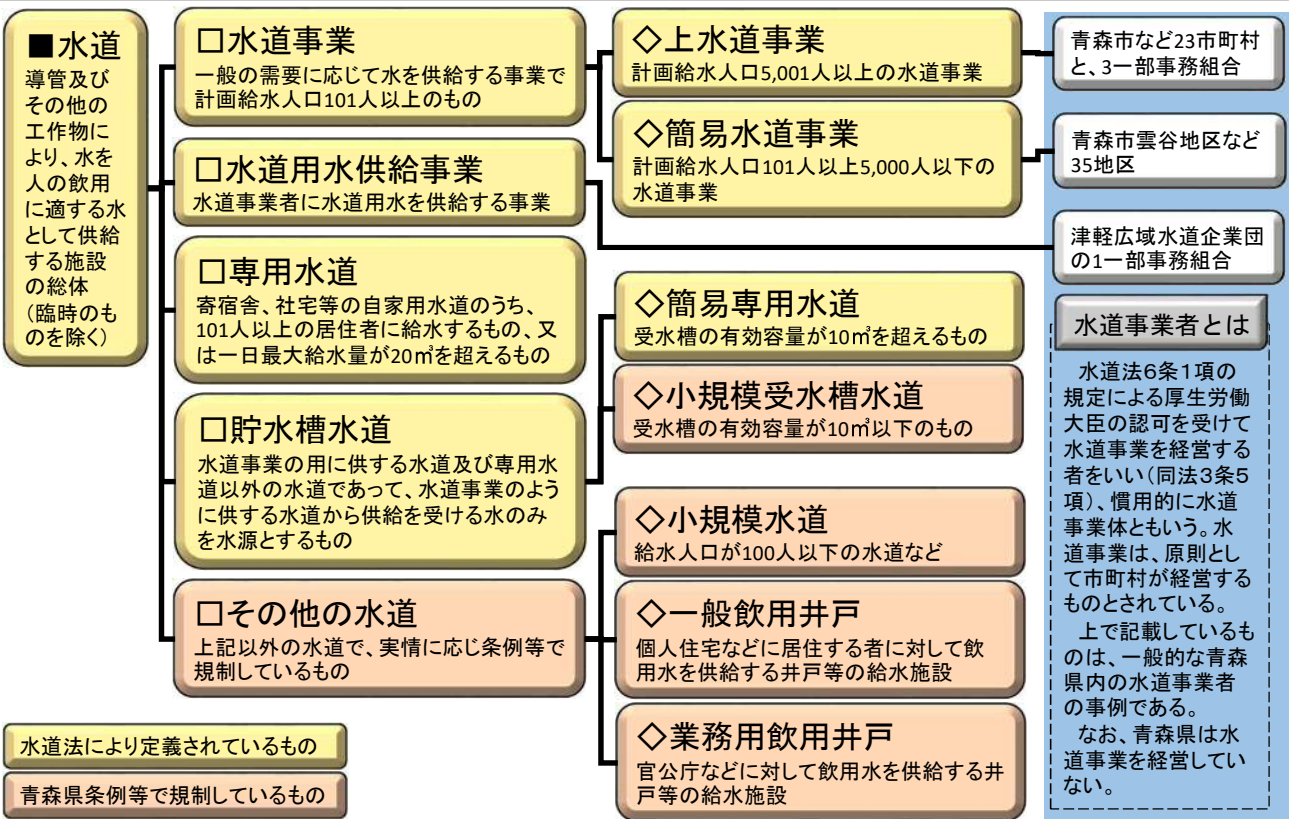 ■水道
導管及び
その他の
工作物に
より、水を
人の飲用
に適する水
として供給
する施設
の総体
(臨時のも
のを除く)
□水道事業
一般の需要に応じて水を供給する事業で
計画給水人口101人以上のもの
□水道用水供給事業
水道事業者に水道用水を供給する事業
□専用水道
寄宿舎、社宅等の自家用水道のうち、
101人以上の居住者に給水するもの、又
は一日最大給水量が20㎥を超えるもの
□貯水槽水道
水道事業の用に供する水道及び専用水
道以外の水道であって、水道事業のよう
に供する水道から供給を受ける水のみ
を水源とするもの
□その他の水道
上記以外の水道で、実情に応じ条例等で
規制しているもの
◇上水道事業
計画給水人口5,001人以上の水道事業
◇簡易水道事業
計画給水人口101人以上5,000人以下の
水道事業
◇簡易専用水道
受水槽の有効容量が10㎥を超えるもの
◇小規模受水槽水道
受水槽の有効容量が10㎥以下のもの
◇小規模水道
給水人口が100人以下の水道など
◇一般飲用井戸
個人住宅などに居住する者に対して飲
用水を供給する井戸等の給水施設
◇業務用飲用井戸
官公庁などに対して飲用水を供給する井
戸等の給水施設
青森市など23市町村
と、3一部事務組合
青森市雲谷地区など
35地区
津軽広域水道企業団
の1一部事務組合
水道事業者とは
水道法6条1項の
規定による厚生労働
大臣の認可を受けて
水道事業を経営する
者をいい(同法3条5
項)、慣用的に水道
事業体ともいう。水
道事業は、原則とし
て市町村が経営する
ものとされている。
上で記載しているも
のは、一般的な青森
県内の水道事業者
の事例である。
なお、青森県は水
道事業を経営してい
ない。
水道法により定義されているもの
青森県条例等で規制しているもの